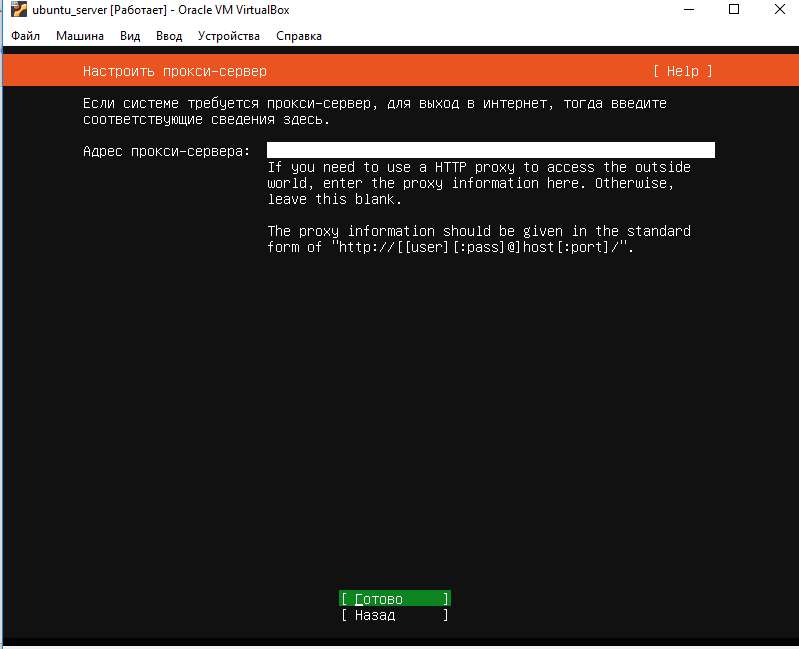 ubuntu_server [Работает] - Oracle VM VirtualBox
Файл Машина Вид Ввод Устройства Справка
Настроить прокси-сервер [ Help ]
Если системе требуется прокси-сервер, для выход в интернет, тогда введите
соответствующие сведения здесь.
Адрес прокси-сервера:
If you need to use a HTTP proxy to access the outside
world, enter the proxy information here. Otherwise,
leave this blank.
The proxy information should be given in the standard
form of "http://[[user][:pass]@]host[:port]/".
[ Готово ]
[ Назад ]